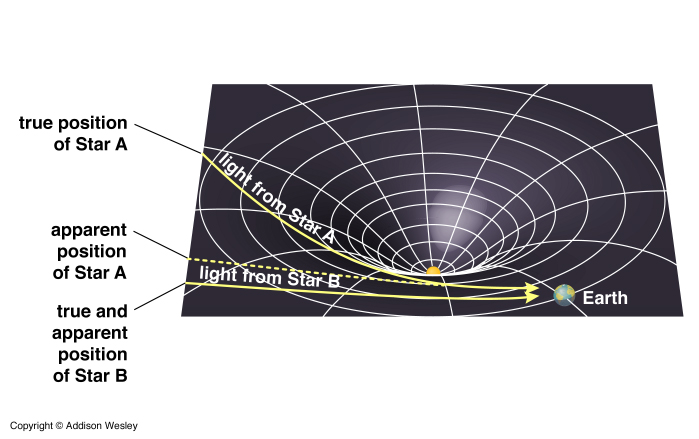 true position
of Star A
light from Star A
apparent
position
of Star A
light from Star B
true and
apparent
position
of Star B
Earth
Copyright © Addison Wesley